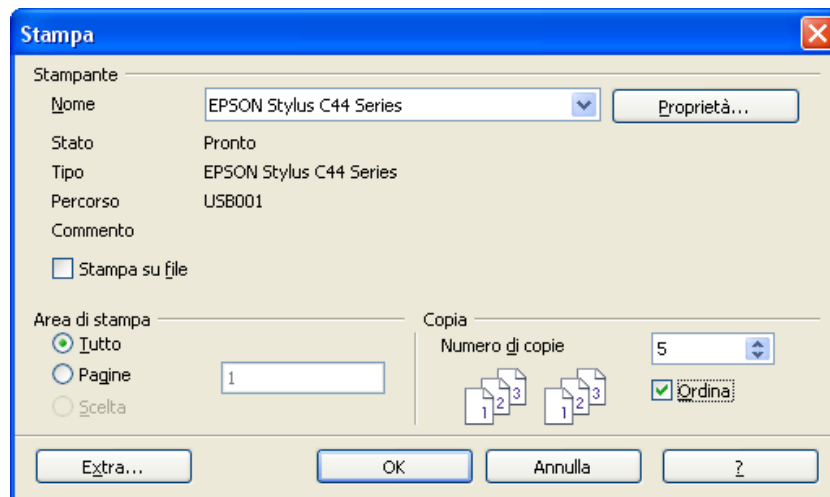 Stampa
Stampante
Nome EPSON Stylus C44 Series Proprietà...
Stato Pronto
Tipo EPSON Stylus C44 Series
Percorso USB001
Commento
Stampa su file
Area di stampa
Tutto
Pagine 1
Scelta
Copia
Numero di copie 5
1 2 3 1 2 3 Ordina
Extra... OK Annulla ?